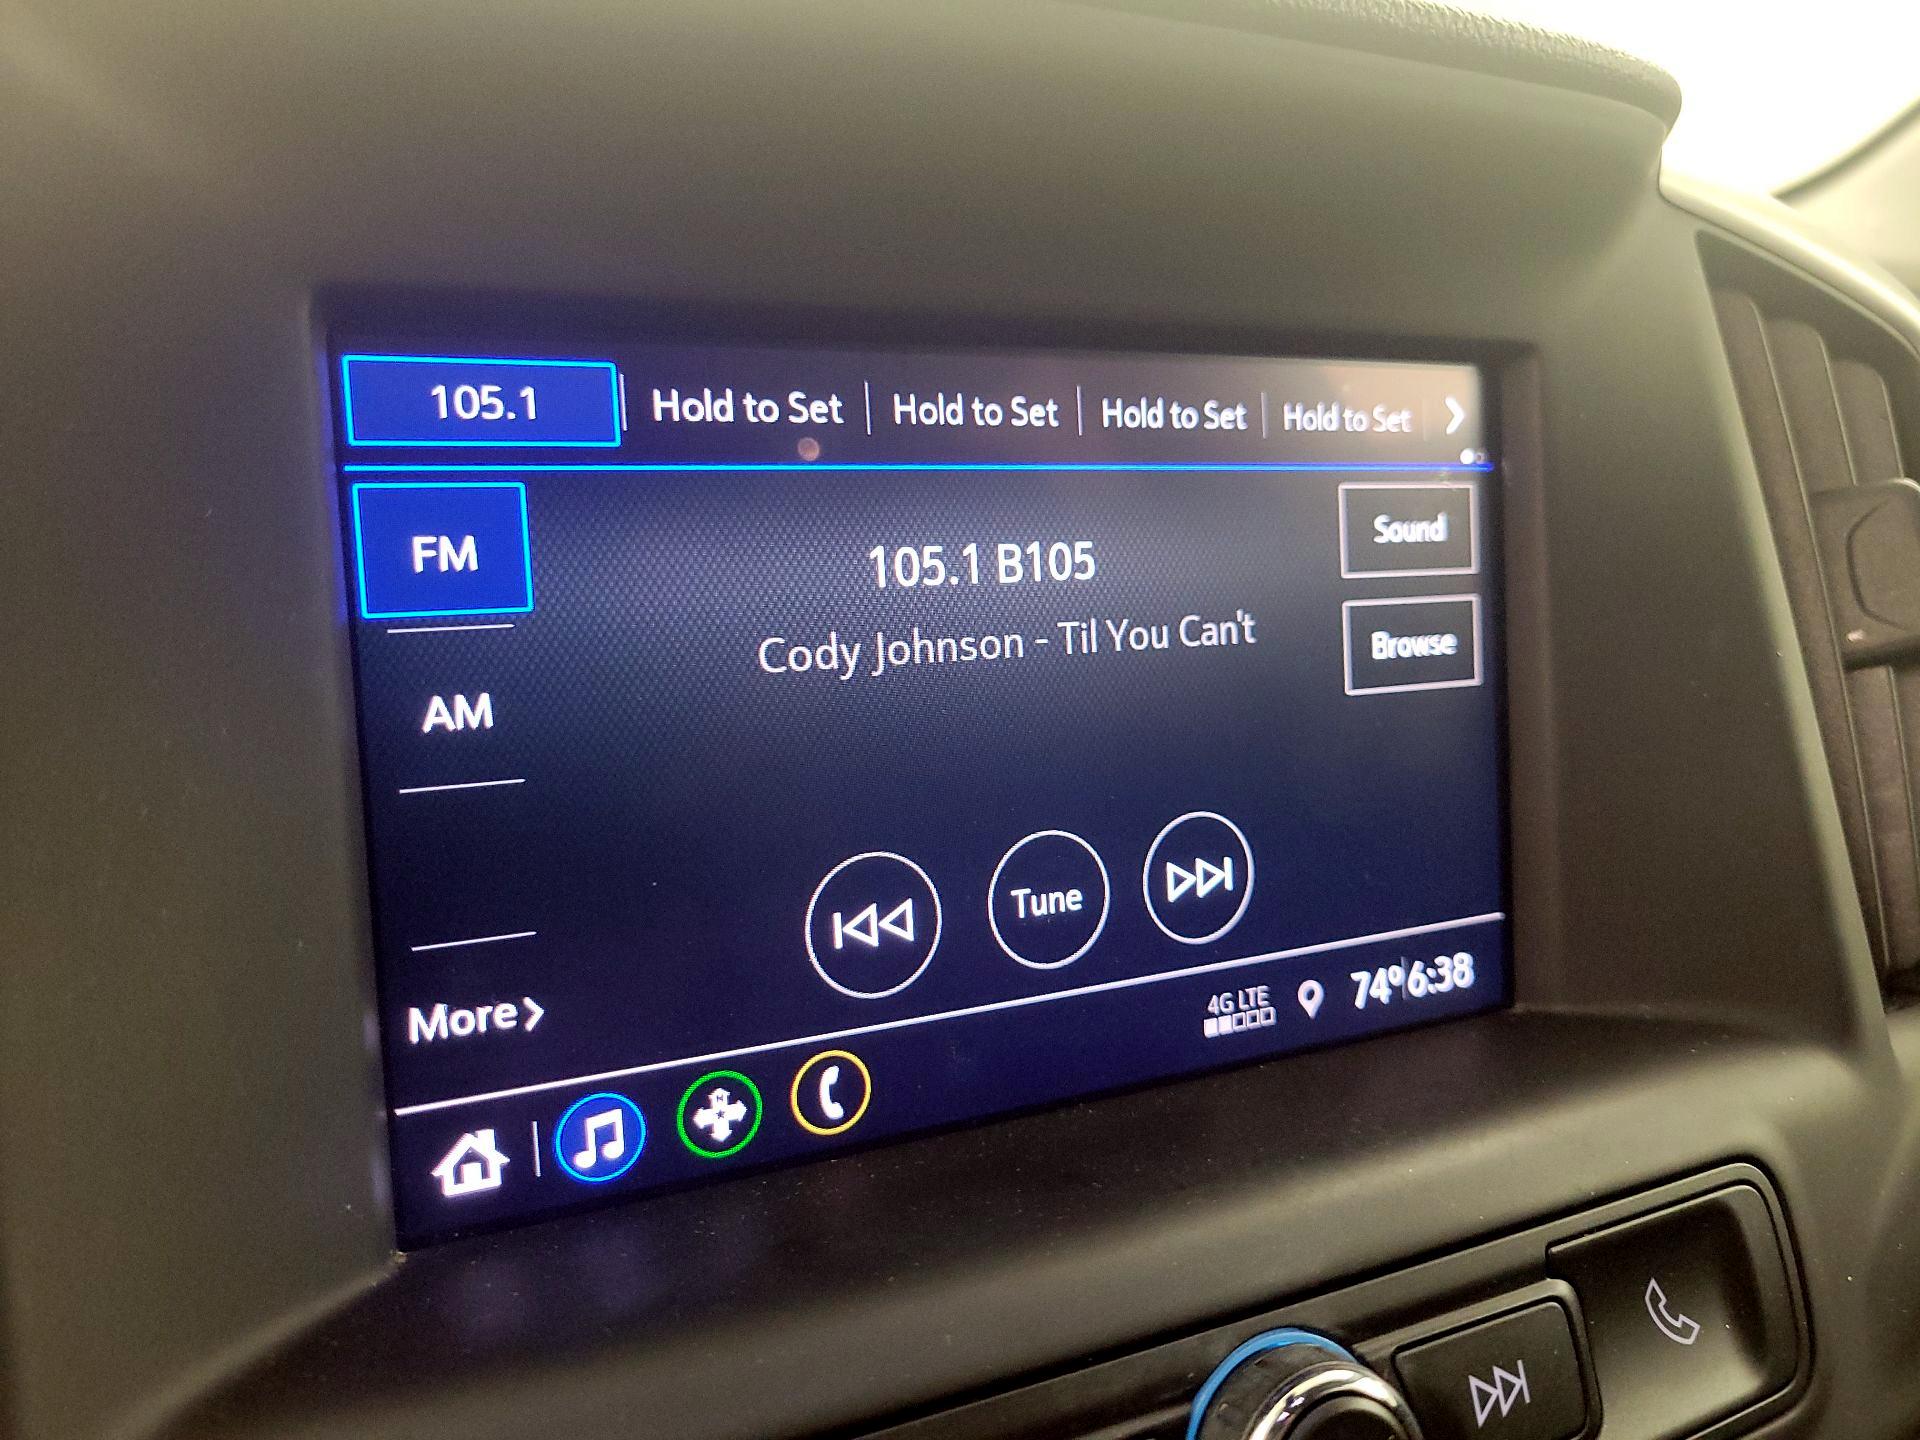 105.1 Hold to Set Hold to Set Hold to Set Hold to Set
FM
105.1 B105
Sound
Cody Johnson - Til You Can't
Browse
AM
Tune
More
4G LTE
74° 6:38
N